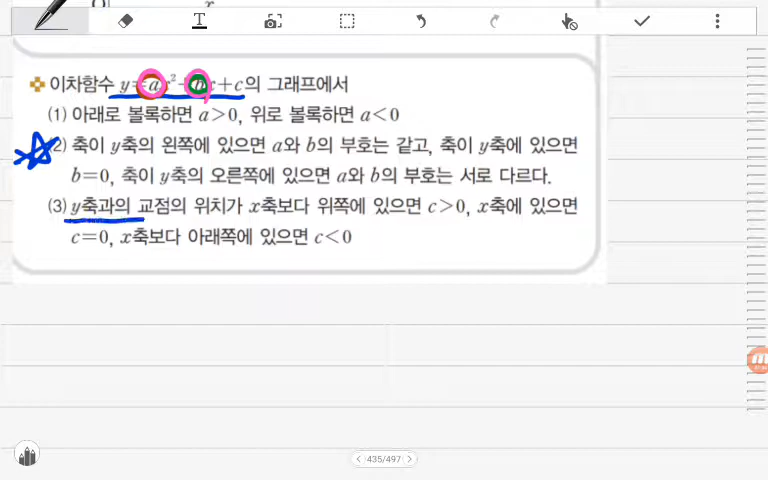 이차함수 y=ax²+bx+c의 그래프에서
(1) 아래로 볼록하면 a>0, 위로 볼록하면 a<0
(2) 축이 y축의 왼쪽에 있으면 a와 b의 부호는 같고, 축이 y축에 있으면
b=0, 축이 y축의 오른쪽에 있으면 a와 b의 부호는 서로 다르다.
(3) y축과의 교점의 위치가 x축보다 위쪽에 있으면 c>0, x축에 있으면
c=0, x축보다 아래쪽에 있으면 c<0
435/497